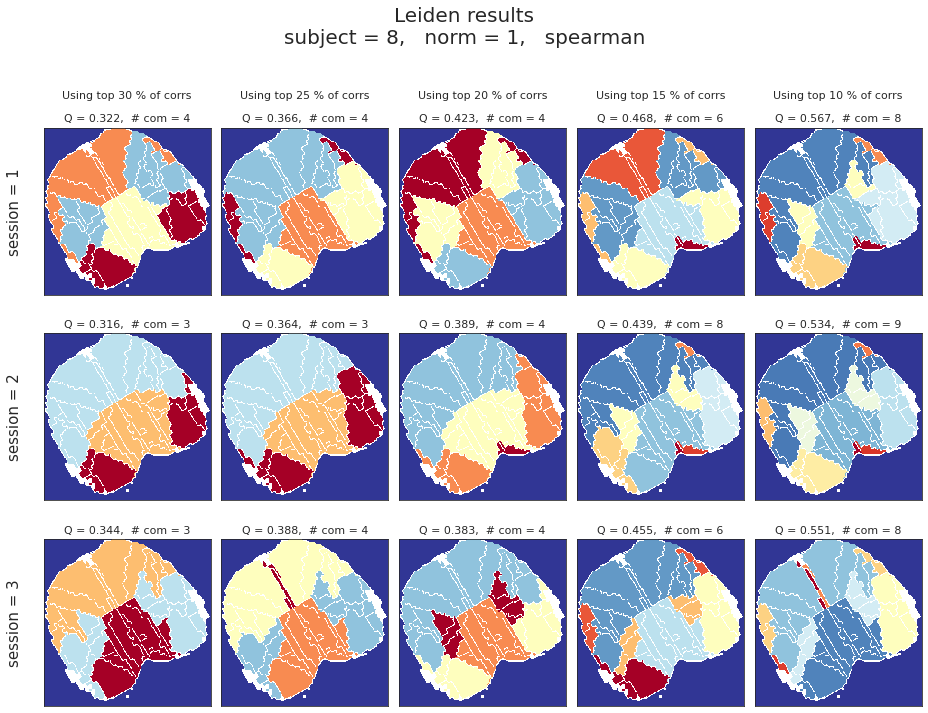 Leiden results
subject = 8,   norm = 1,   spearman
Using top 30 % of corrs
Using top 25 % of corrs
Using top 20 % of corrs
Using top 15 % of corrs
Using top 10 % of corrs
Q = 0.322,  # com = 4
Q = 0.366,  # com = 4
Q = 0.423,  # com = 4
Q = 0.468,  # com = 6
Q = 0.567,  # com = 8
session = 1
Q = 0.316,  # com = 3
Q = 0.364,  # com = 3
Q = 0.389,  # com = 4
Q = 0.439,  # com = 8
Q = 0.534,  # com = 9
session = 2
Q = 0.344,  # com = 3
Q = 0.388,  # com = 4
Q = 0.383,  # com = 4
Q = 0.455,  # com = 6
Q = 0.551,  # com = 8
session = 3